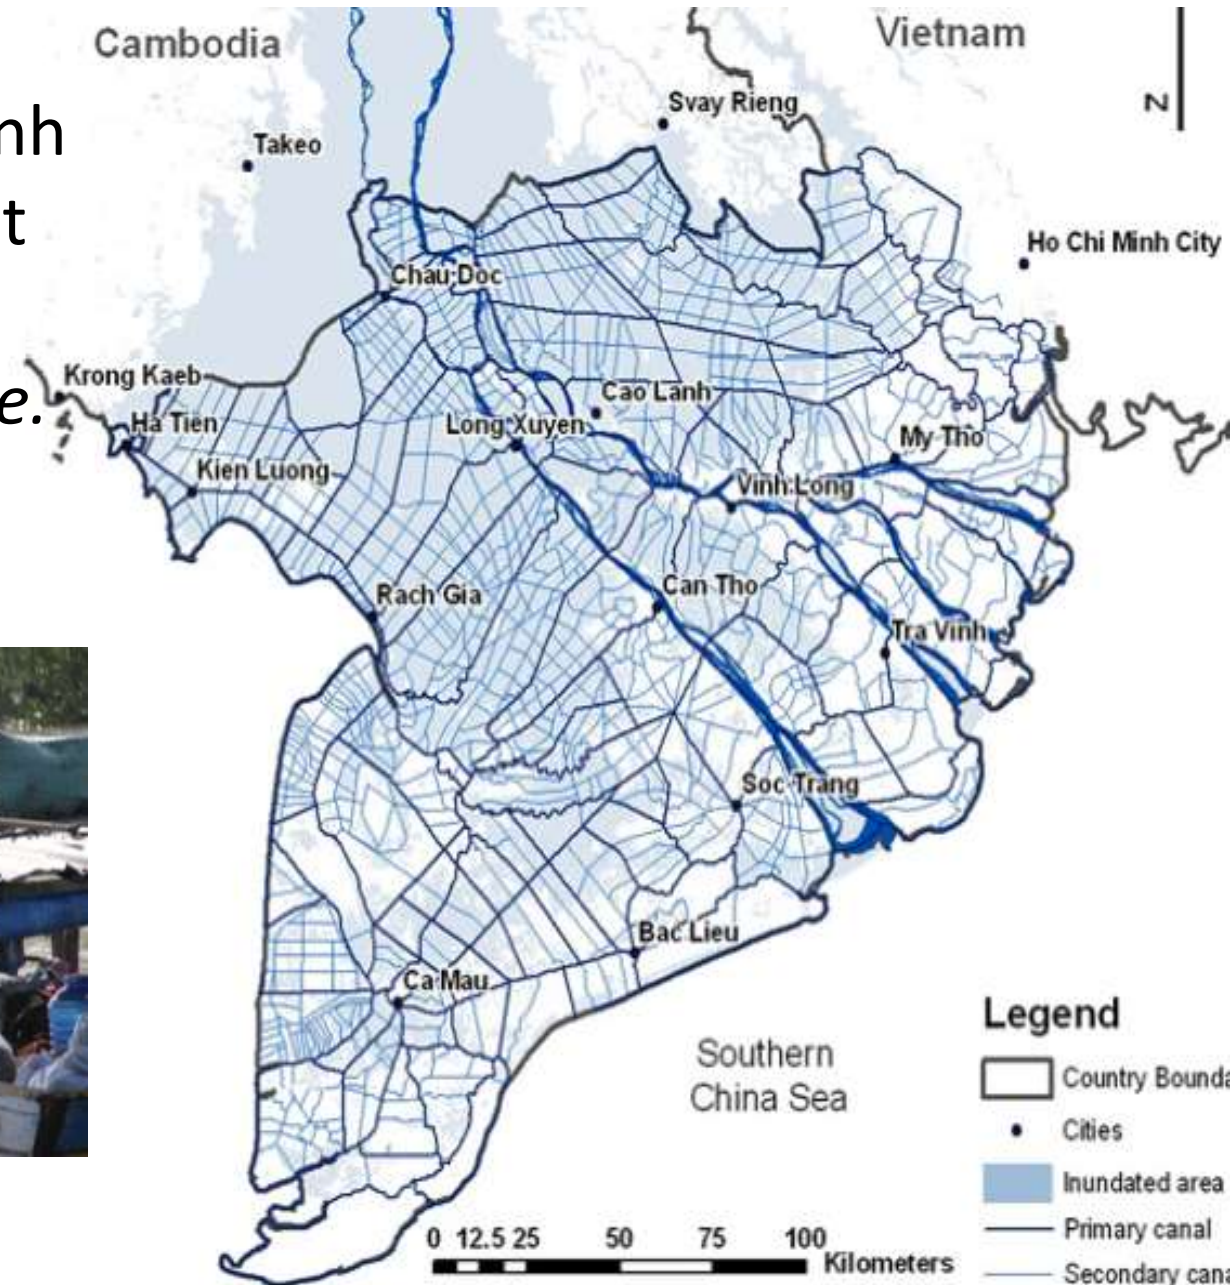 Cambodia
Vietnam
Svay Rieng
nh
Takeo
t
Ho Chi Minh City
Chau Doc
Krong Kaeb
Cao Lanh
e.
Ha Tien
Long Xuyen
My Tho
Kien Luong
Vinh Long
Can Tho
Rach Gia
Tra Vinh
Soc Trang
Bac Lieu
Ca Mau
Legend
Southern
China Sea
Country Bounda
Cities
Inundated area
Primary canal
Secondary cana
0 12.5 25 50 75 100
Kilometers
N